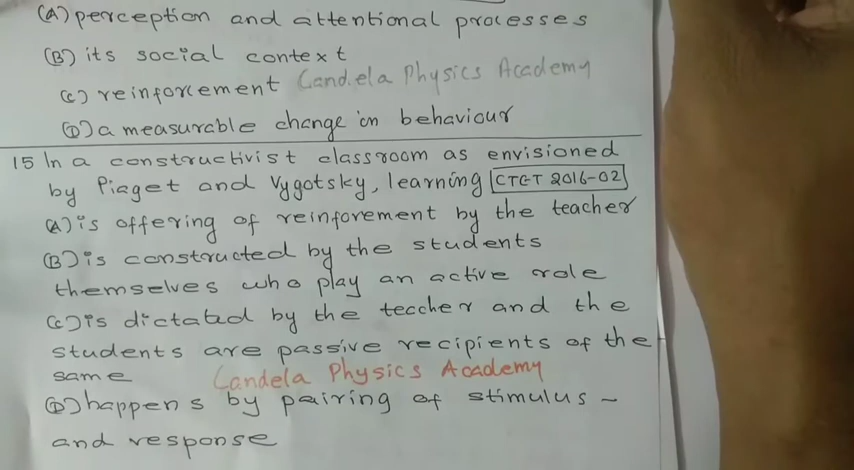 (A) perception and attentional processes
(B) its social context
(C) reinforcement Candela Physics Academy
(D) a measurable change in behaviour
15 In a constructivist classroom as envisioned
by Piaget and Vygotsky, learning [CTET 2016-02]
(A) is offering of reinforement by the teacher
(B) is constructed by the students
themselves who play an active role
(C) is dictated by the teccher and the
students are passive recipients of the
same Candela Physics Academy
(D) happens by pairing of stimulus -
and response